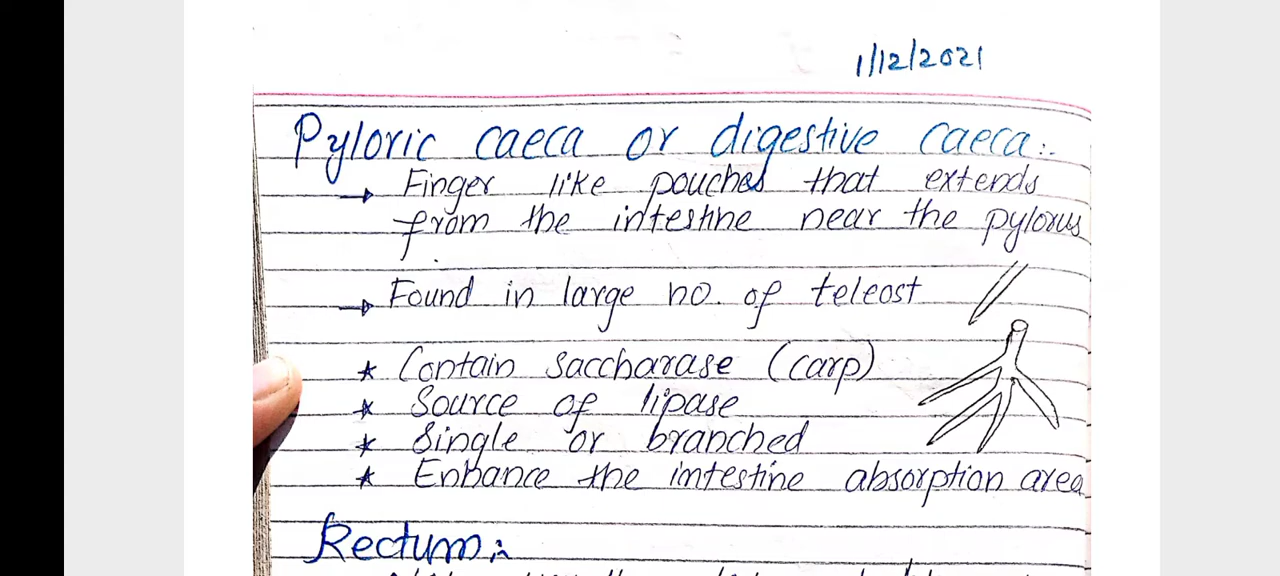 1/12/2021
Pyloric caeca or digestive caeca:.
→ Finger like pouches that extends
from the intestine near the pylorus
→ Found in large no. of teleost
* Contain saccharase (carp)
* Source of lipase
* Single or branched
* Enhance the intestine absorption area
Rectum: